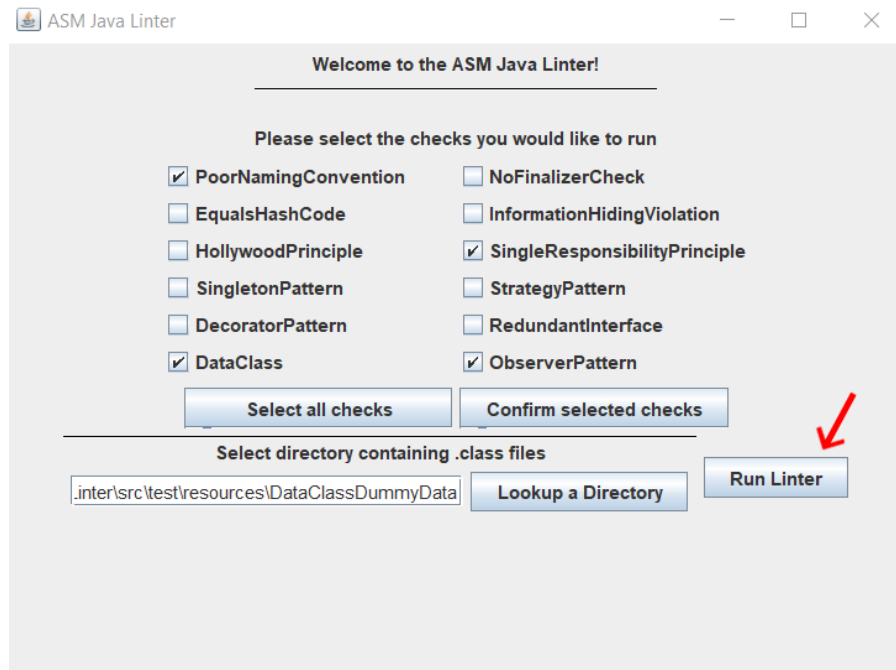 ASM Java Linter
Welcome to the ASM Java Linter!
Please select the checks you would like to run
PoorNamingConvention NoFinalizerCheck
EqualsHashCode InformationHidingViolation
HollywoodPrinciple SingleResponsibilityPrinciple
SingletonPattern StrategyPattern
DecoratorPattern RedundantInterface
DataClass ObserverPattern
Select all checks Confirm selected checks
Select directory containing .class files
.inter\src\test\resources\DataClassDummyData Lookup a Directory Run Linter